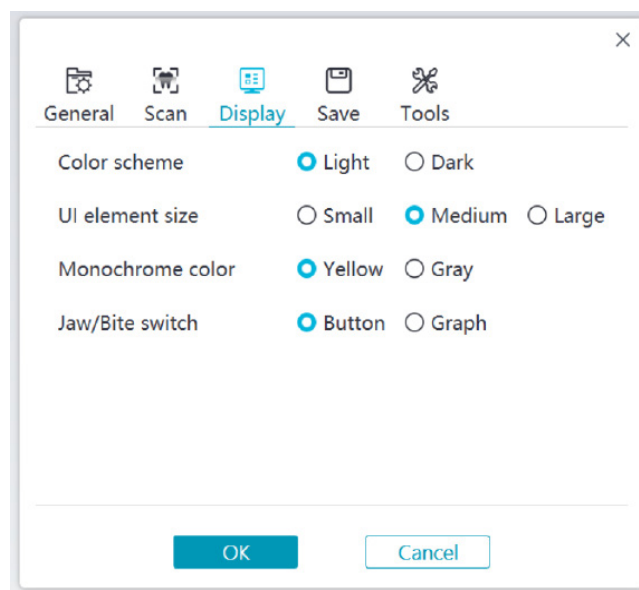 General Scan Display Save Tools
Color scheme Light Dark
UI element size Small Medium Large
Monochrome color Yellow Gray
Jaw/Bite switch Button Graph
OK Cancel